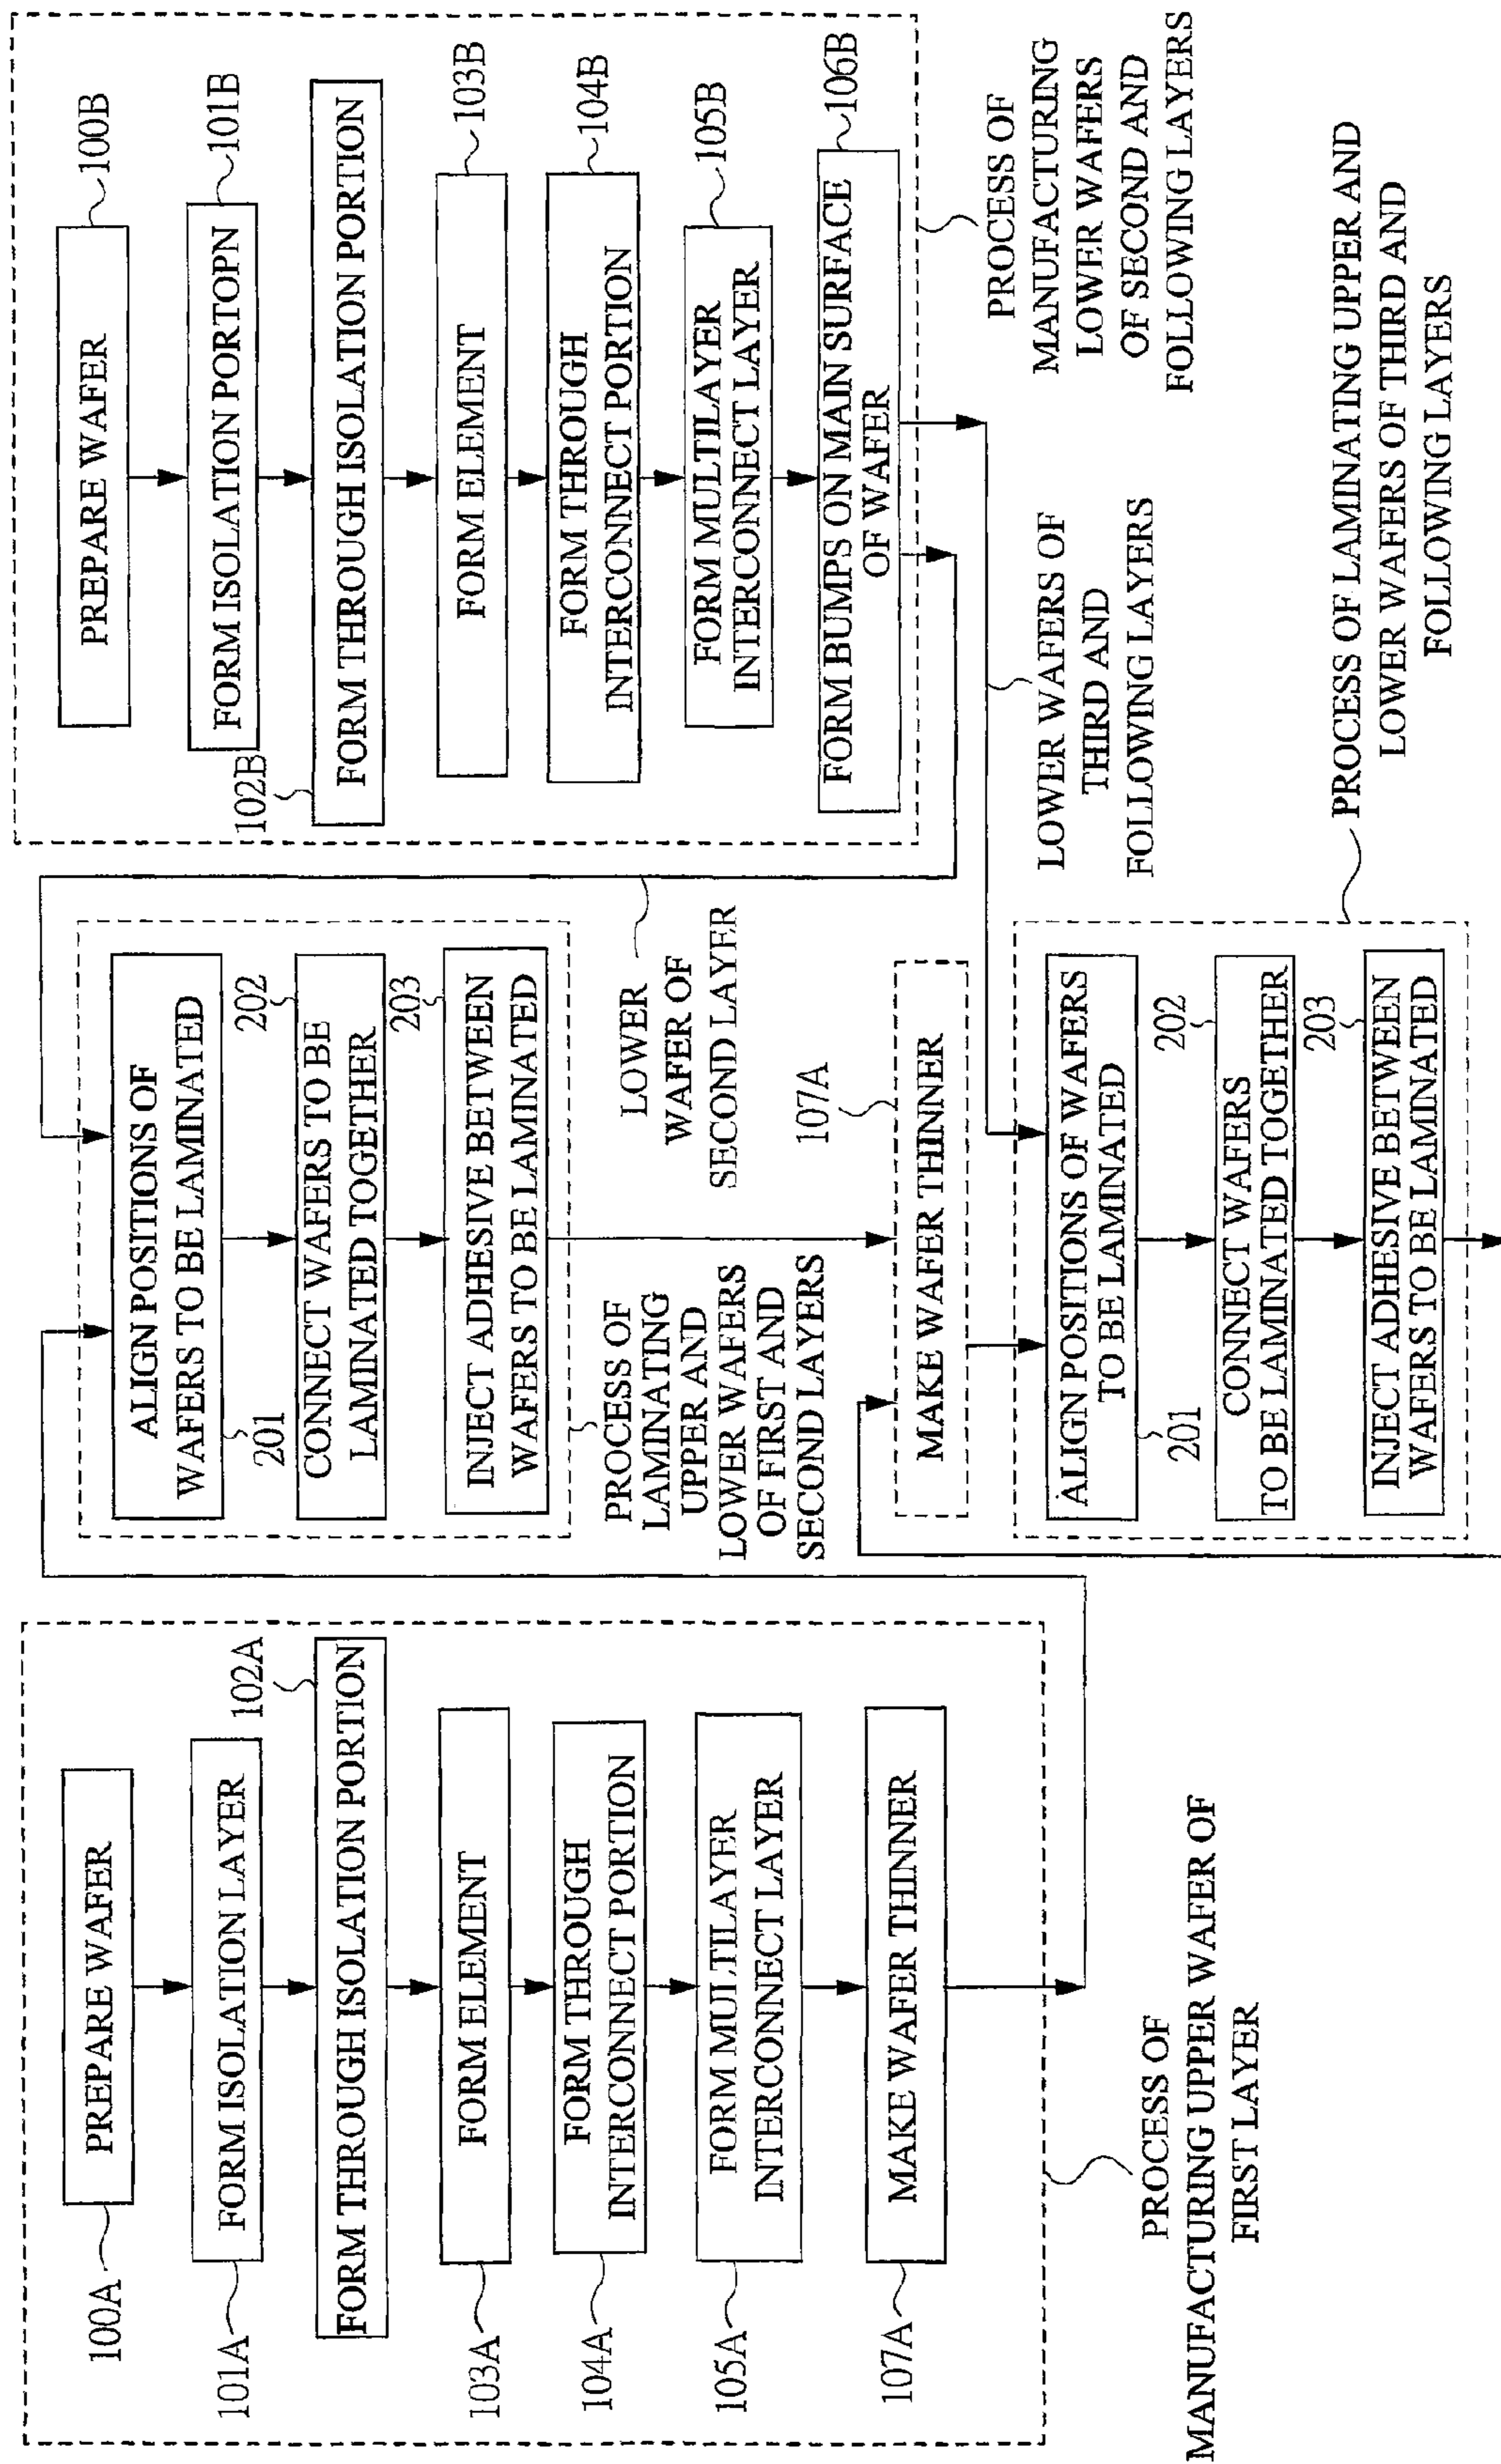 100A
PREPARE WAFER
101A
FORM ISOLATION LAYER
102A
FORM THROUGH ISOLATION PORTION
103A
FORM ELEMENT
104A
FORM THROUGH
INTERCONNECT PORTION
105A
FORM MULTILAYER
INTERCONNECT LAYER
107A
MAKE WAFER THINNER
PROCESS OF
MANUFACTURING UPPER WAFER OF
FIRST LAYER
ALIGN POSITIONS OF
WAFERS TO BE LAMINATED
201
202
CONNECT WAFERS TO BE
LAMINATED TOGETHER
203
INJECT ADHESIVE BETWEEN
WAFERS TO BE LAMINATED
PROCESS OF
LAMINATING
UPPER AND
LOWER WAFERS
OF FIRST AND
SECOND LAYERS
LOWER
WAFER OF
SECOND LAYER
107A
MAKE WAFER THINNER
ALIGN POSITIONS OF WAFERS
TO BE LAMINATED
201
202
CONNECT WAFERS
TO BE LAMINATED TOGETHER
203
INJECT ADHESIVE BETWEEN
WAFERS TO BE LAMINATED
100B
PREPARE WAFER
101B
FORM ISOLATION PORTOPN
102B
FORM THROUGH ISOLATION PORTION
103B
FORM ELEMENT
104B
FORM THROUGH
INTERCONNECT PORTION
105B
FORM MULTILAYER
INTERCONNECT LAYER
106B
FORM BUMPS ON MAIN SURFACE
OF WAFER
PROCESS OF
MANUFACTURING
LOWER WAFERS
OF SECOND AND
FOLLOWING LAYERS
LOWER WAFERS OF
THIRD AND
FOLLOWING LAYERS
PROCESS OF LAMINATING UPPER AND
LOWER WAFERS OF THIRD AND
FOLLOWING LAYERS